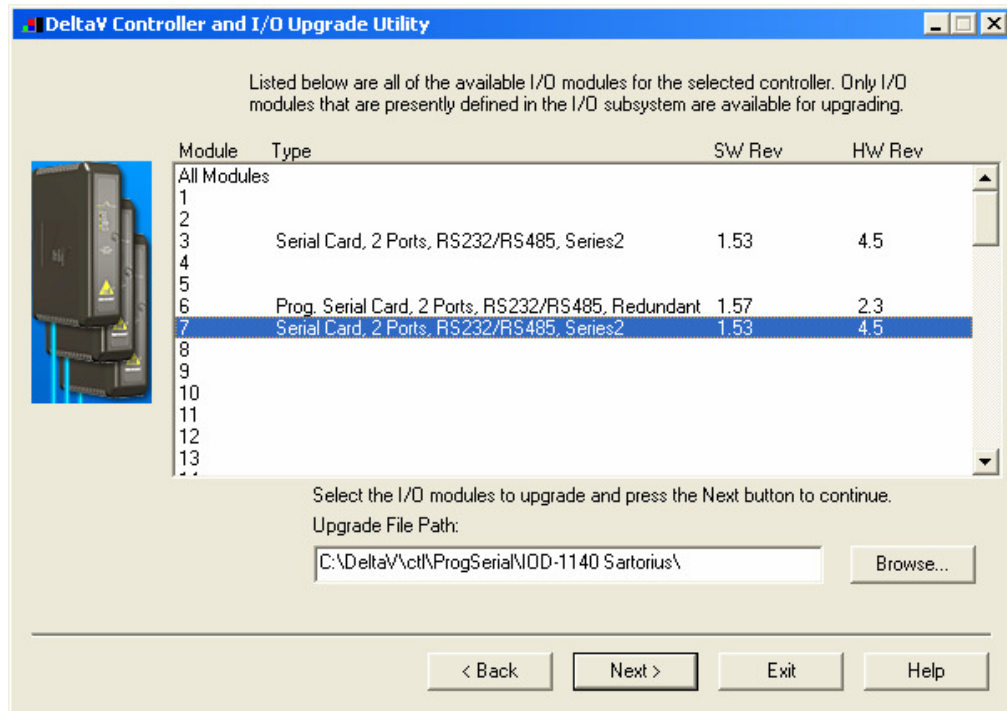 DeltaV Controller and I/O Upgrade Utility
Listed below are all of the available I/O modules for the selected controller. Only I/O
modules that are presently defined in the I/O subsystem are available for upgrading.
Module Type SW Rev HW Rev
All Modules
1
2
3 Serial Card, 2 Ports, RS232/RS485, Series2 1.53 4.5
4
5
6 Prog. Serial Card, 2 Ports, RS232/RS485, Redundant 1.57 2.3
7 Serial Card, 2 Ports, RS232/RS485, Series2 1.53 4.5
8
9
10
11
12
13
Select the I/O modules to upgrade and press the Next button to continue.
Upgrade File Path:
C:\DeltaV\ctl\ProgSerial\IOD-1140 Sartorius\
Browse...
< Back Next > Exit Help